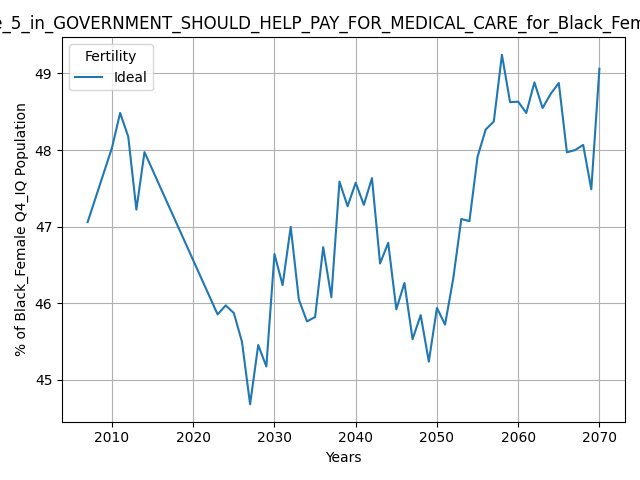 e_5_in_GOVERNMENT_SHOULD_HELP_PAY_FOR_MEDICAL_CARE_for_Black_Fem
Fertility
Ideal
% of Black_Female Q4_IQ Population
49
48
47
46
45
2010 2020 2030 2040 2050 2060 2070
Years